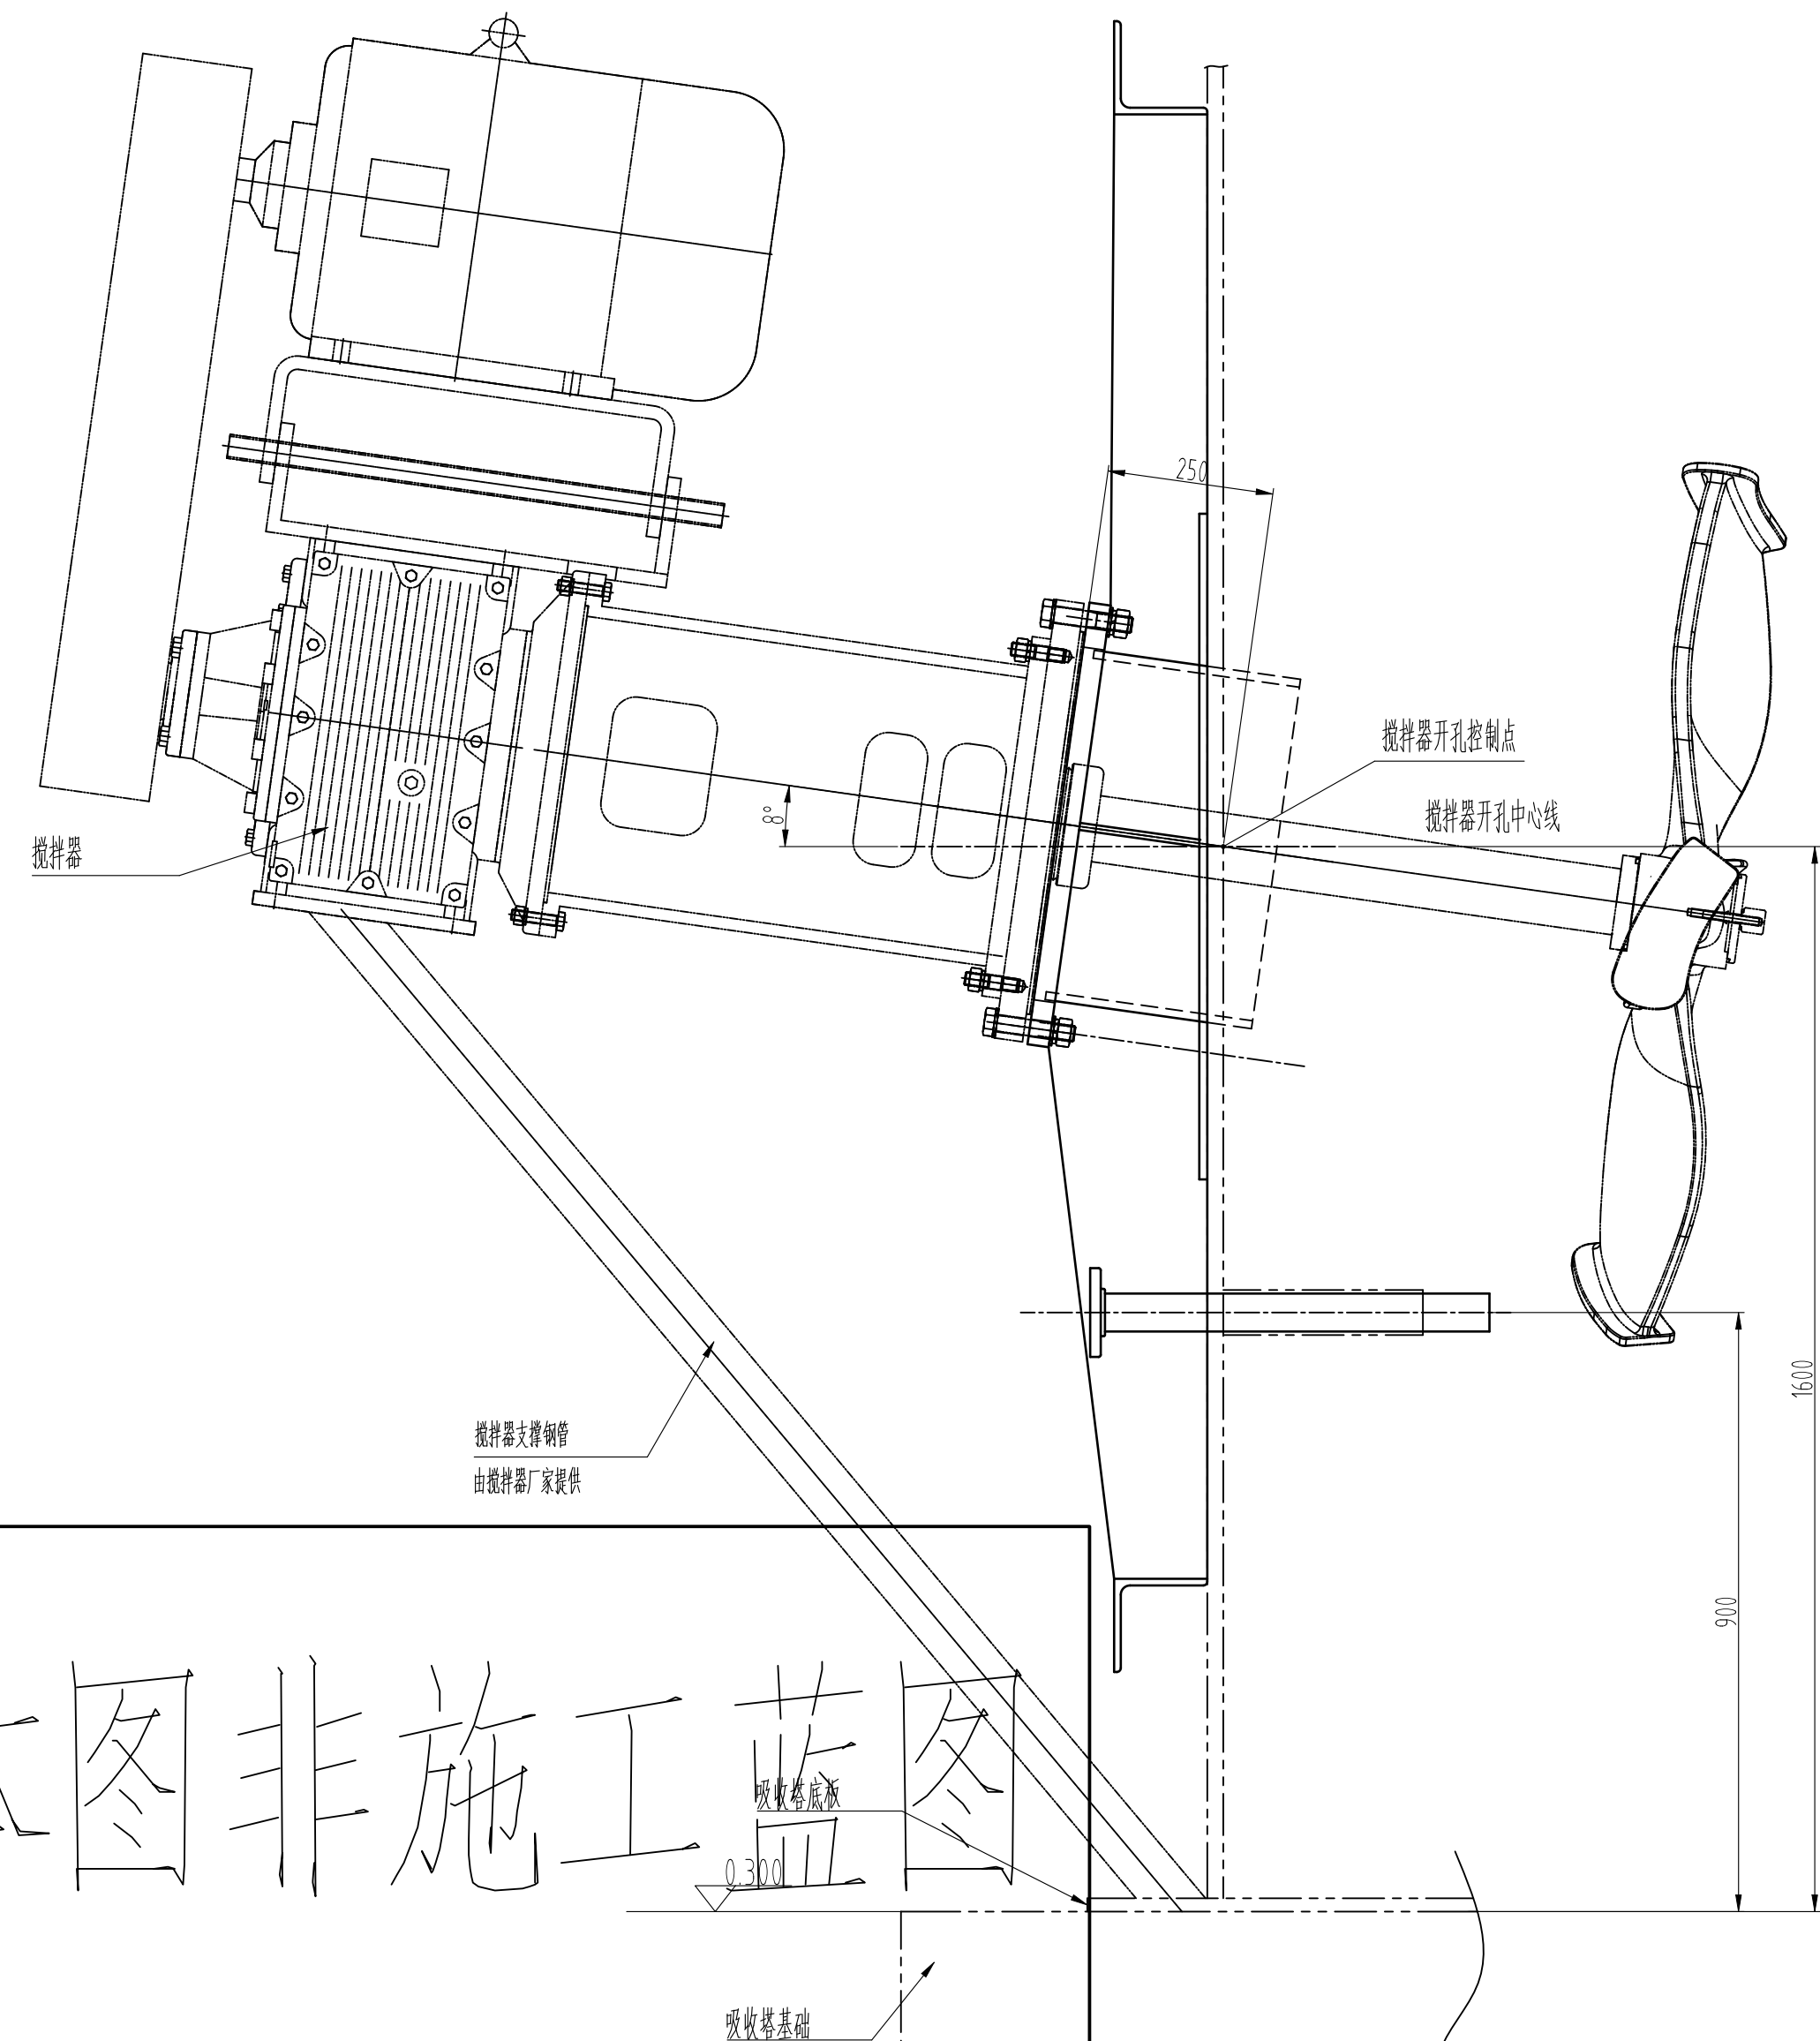 250
搅拌器开孔控制点
8°
搅拌器开孔中心线
搅拌器
1600
搅拌器支撑钢管
由搅拌器厂家提供
900
图非施工蓝图
吸收塔底板
0.300
吸收塔基础